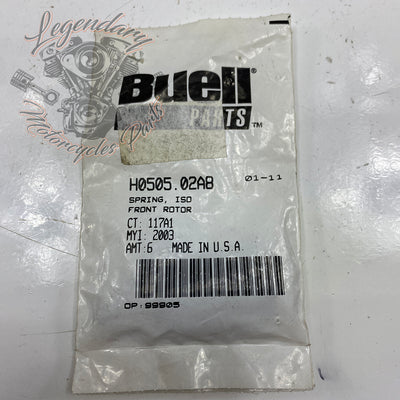 Legendary
Motorcycles Parts
Buell®
PARTS™
H0505.02A8 01-11
SPRING, ISO
FRONT ROTOR
CT: 117A1
MYI: 2003
AMT:6 MADE IN U.S.A.
OP:99905